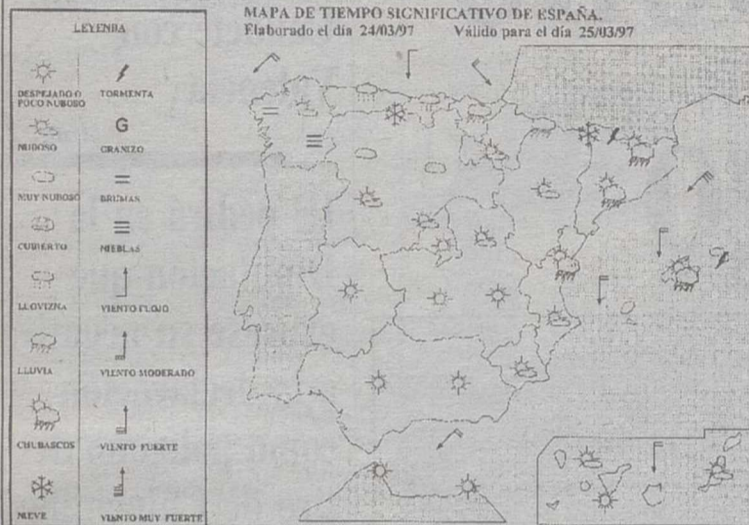 MAPA DE TIEMPO SIGNIFICATIVO DE ESPAÑA.
Elaborado el día 24/03/97 Válido para el día 25/03/97
LEYENDA
DESPEJADO O POCO NUBOSO
TORMENTA
NUBOSO
G
GRANIZO
MUY NUBOSO
BRUMAS
CUBIERTO
NIEBLAS
LLOVIZNA
VIENTO FLOJO
LLUVIA
VIENTO MODERADO
CHUBASCOS
VIENTO FUERTE
NIEVE
VIENTO MUY FUERTE